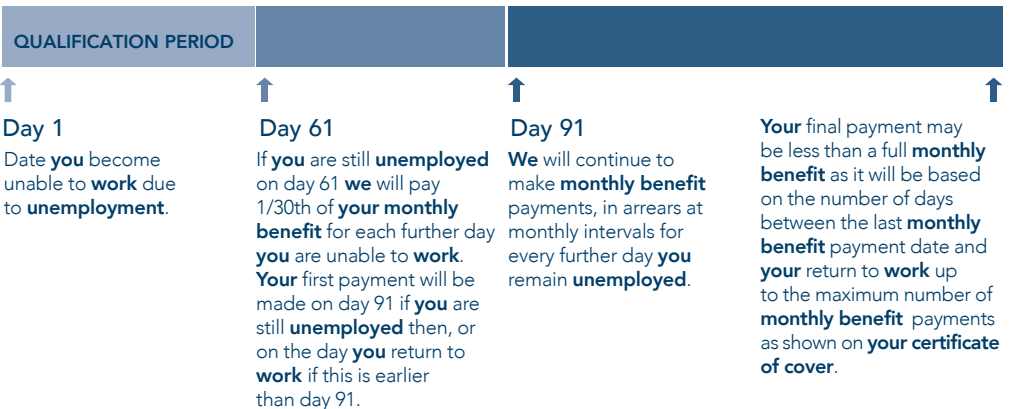 QUALIFICATION PERIOD
Day 1
Date you become
unable to work due
to unemployment.
Day 61
If you are still unemployed
on day 61 we will pay
1/30th of your monthly
benefit for each further day
you are unable to work.
Your first payment will be
made on day 91 if you are
still unemployed then, or
on the day you return to
work if this is earlier
than day 91.
Day 91
We will continue to
make monthly benefit
payments, in arrears at
monthly intervals for
every further day you
remain unemployed.
Your final payment may
be less than a full monthly
benefit as it will be based
on the number of days
between the last monthly
benefit payment date and
your return to work up
to the maximum number of
monthly benefit payments
as shown on your certificate
of cover.